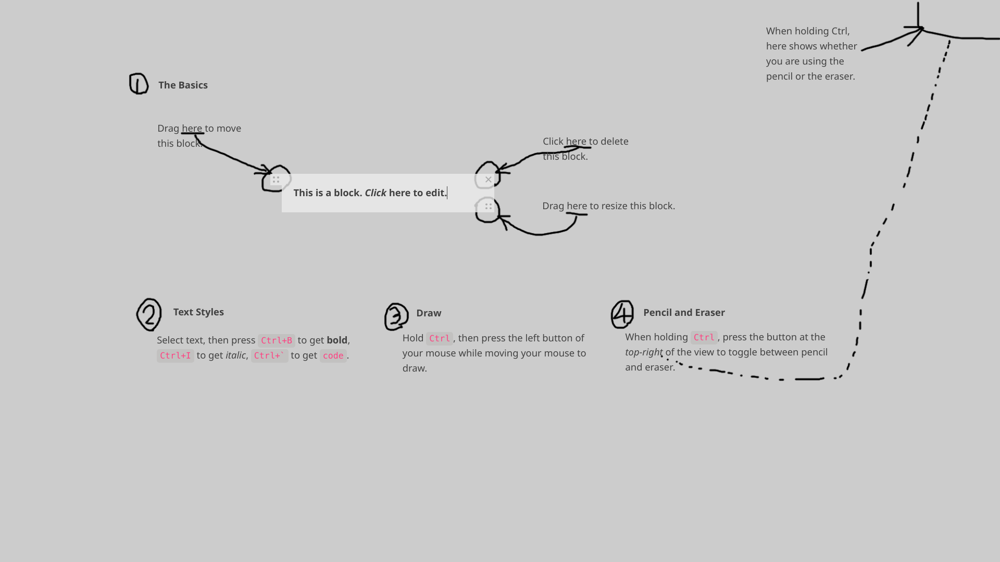 When holding Ctrl,
here shows whether
you are using the
pencil or the eraser.
1 The Basics
Drag here to move
this block.
Click here to delete
this block.
This is a block. Click here to edit.
Drag here to resize this block.
2 Text Styles
Select text, then press Ctrl+B to get bold,
Ctrl+I to get italic, Ctrl+` to get code.
3 Draw
Hold Ctrl, then press the left button of
your mouse while moving your mouse to
draw.
4 Pencil and Eraser
When holding Ctrl, press the button at the
top-right of the view to toggle between pencil
and eraser.